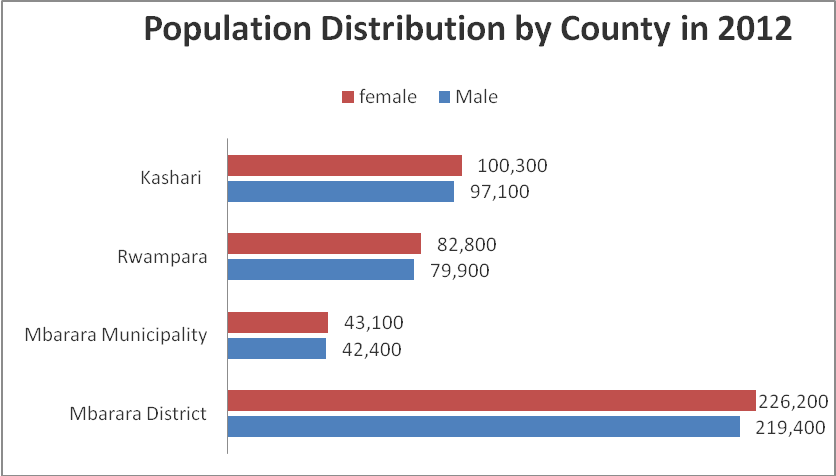 Population Distribution by County in 2012
female Male
Kashari
100,300
97,100
Rwampara
82,800
79,900
Mbarara Municipality
43,100
42,400
Mbarara District
226,200
219,400